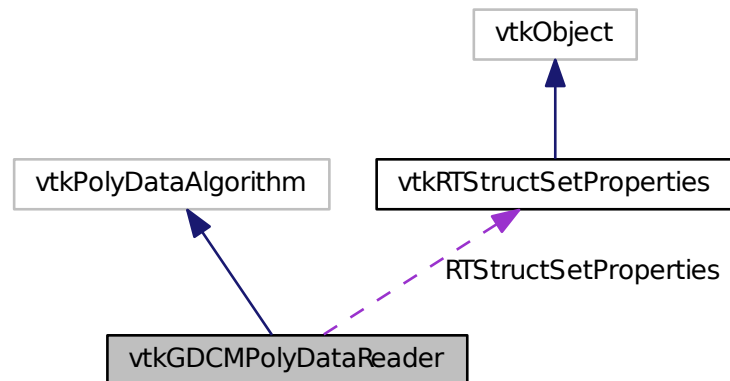 vtkObject
vtkPolyDataAlgorithm
vtkRTStructSetProperties
RTStructSetProperties
vtkGDCMPolyDataReader